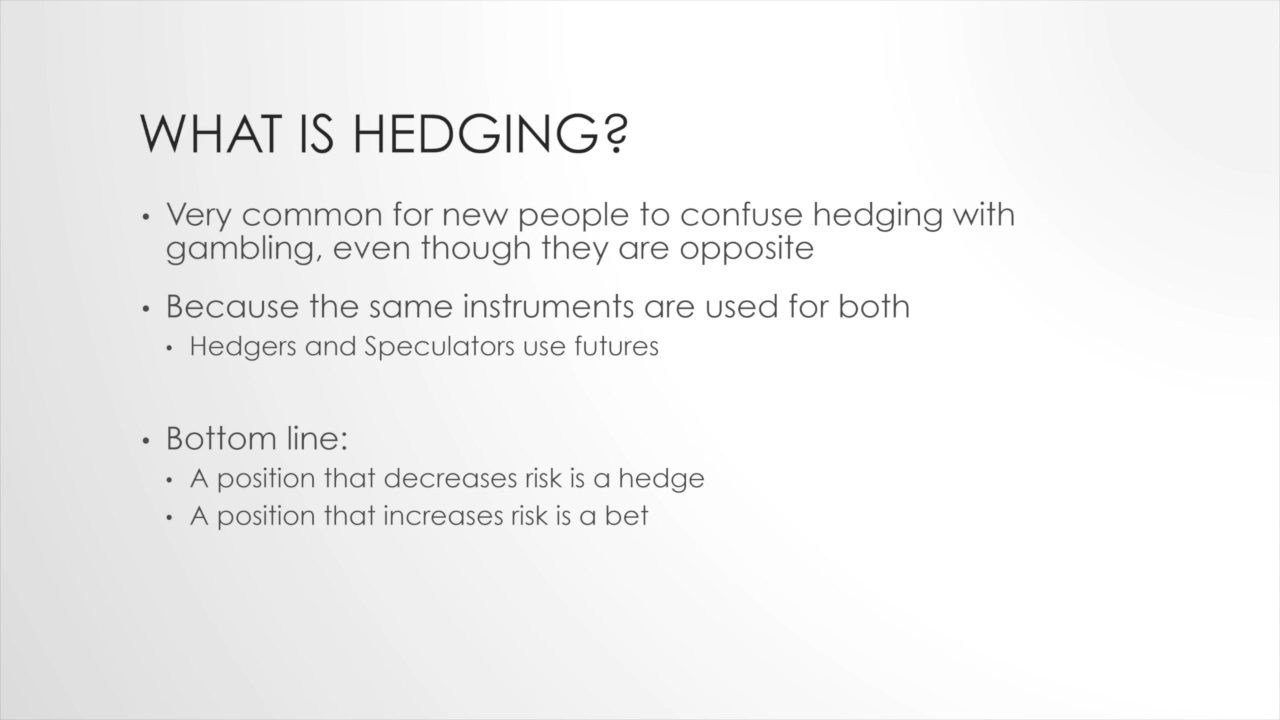 WHAT IS HEDGING?
• Very common for new people to confuse hedging with
gambling, even though they are opposite
• Because the same instruments are used for both
• Hedgers and Speculators use futures
• Bottom line:
• A position that decreases risk is a hedge
• A position that increases risk is a bet